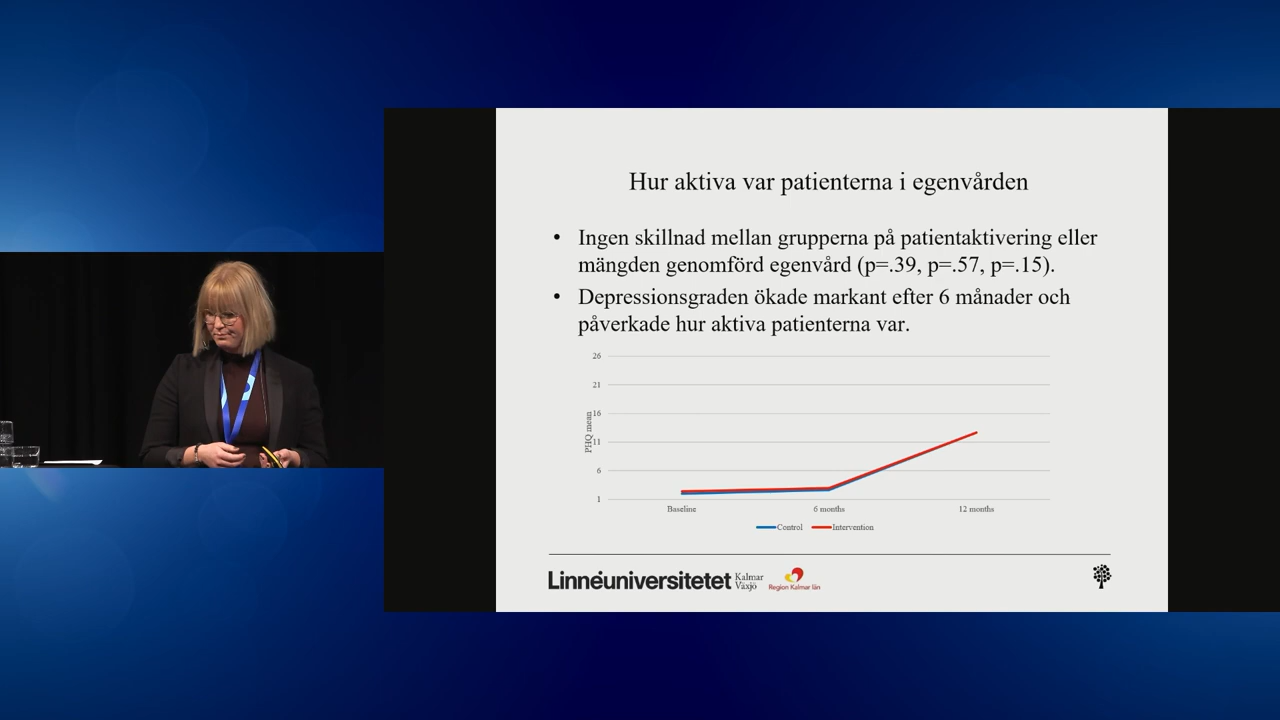 Hur aktiva var patienterna i egenvården
• Ingen skillnad mellan grupperna på patientaktivering eller
mängden genomförd egenvård (p=.39, p=.57, p=.15).
• Depressionsgraden ökade markant efter 6 månader och
påverkade hur aktiva patienterna var.
PHQ mean
26
21
16
11
6
1
Baseline 6 months 12 months
Control Intervention
Linnéuniversitetet Kalmar
Växjö
Region Kalmar län